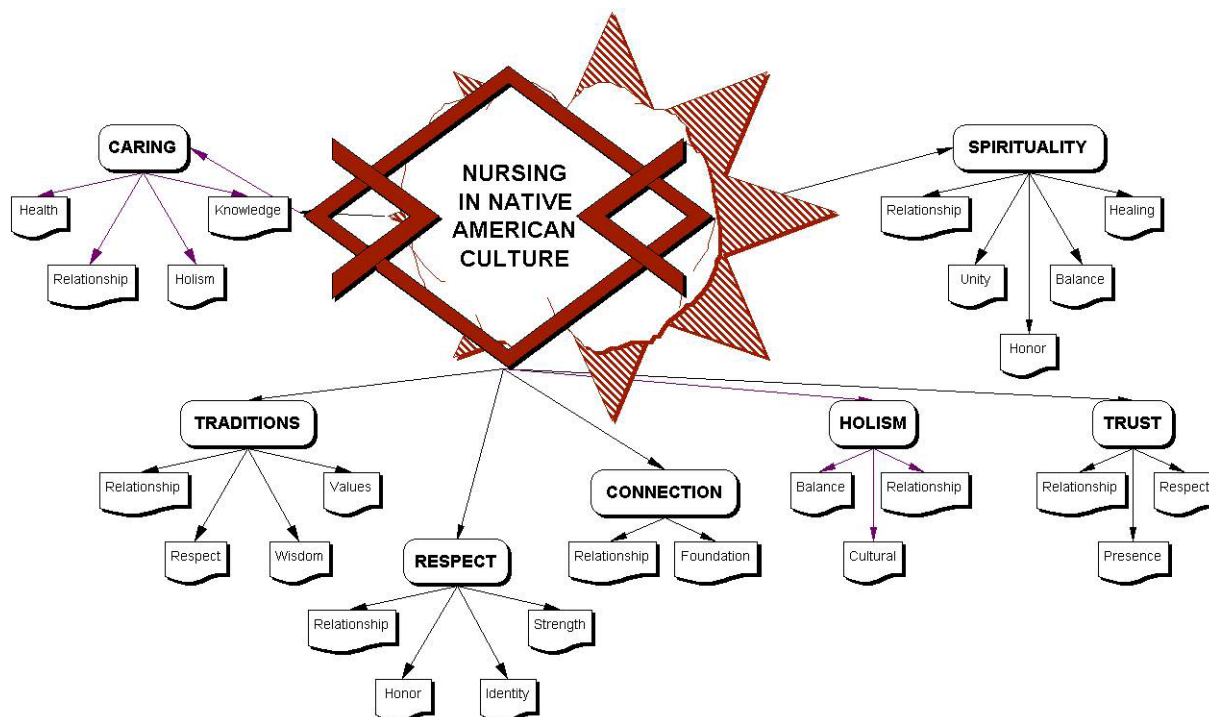 NURSING
IN NATIVE
AMERICAN
CULTURE
CARING
Health
Knowledge
Relationship
Holism
SPIRITUALITY
Relationship
Healing
Unity
Balance
Honor
TRADITIONS
Relationship
Values
Respect
Wisdom
RESPECT
Relationship
Strength
Honor
Identity
CONNECTION
Relationship
Foundation
HOLISM
Balance
Relationship
Cultural
TRUST
Relationship
Respect
Presence